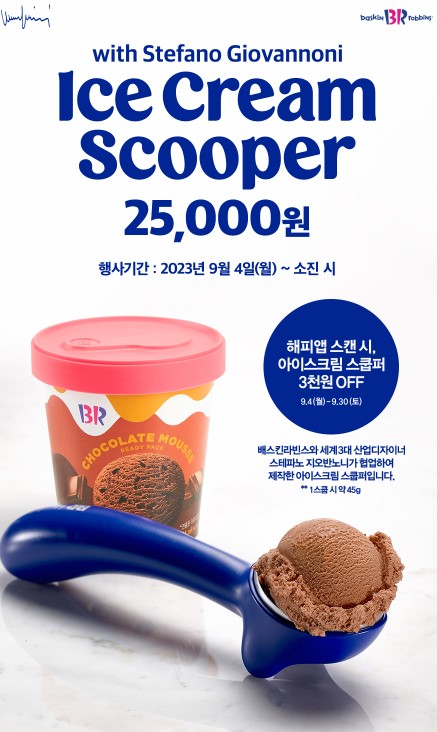 baskin BR robbins
with Stefano Giovannoni
Ice Cream
Scooper
25,000원
행사기간 : 2023년 9월 4일(월) ~ 소진 시
해피앱 스캔 시,
아이스크림 스쿱퍼
3천원 OFF
9.4(월)-9.30(토)
배스킨라빈스와 세계3대 산업디자이너
스테파노 지오반노니가 협업하여
제작한 아이스크림 스쿱퍼입니다.
** 1스쿱 시 약 45g
BR
CHOCOLATE MOUSSE
READY PACK